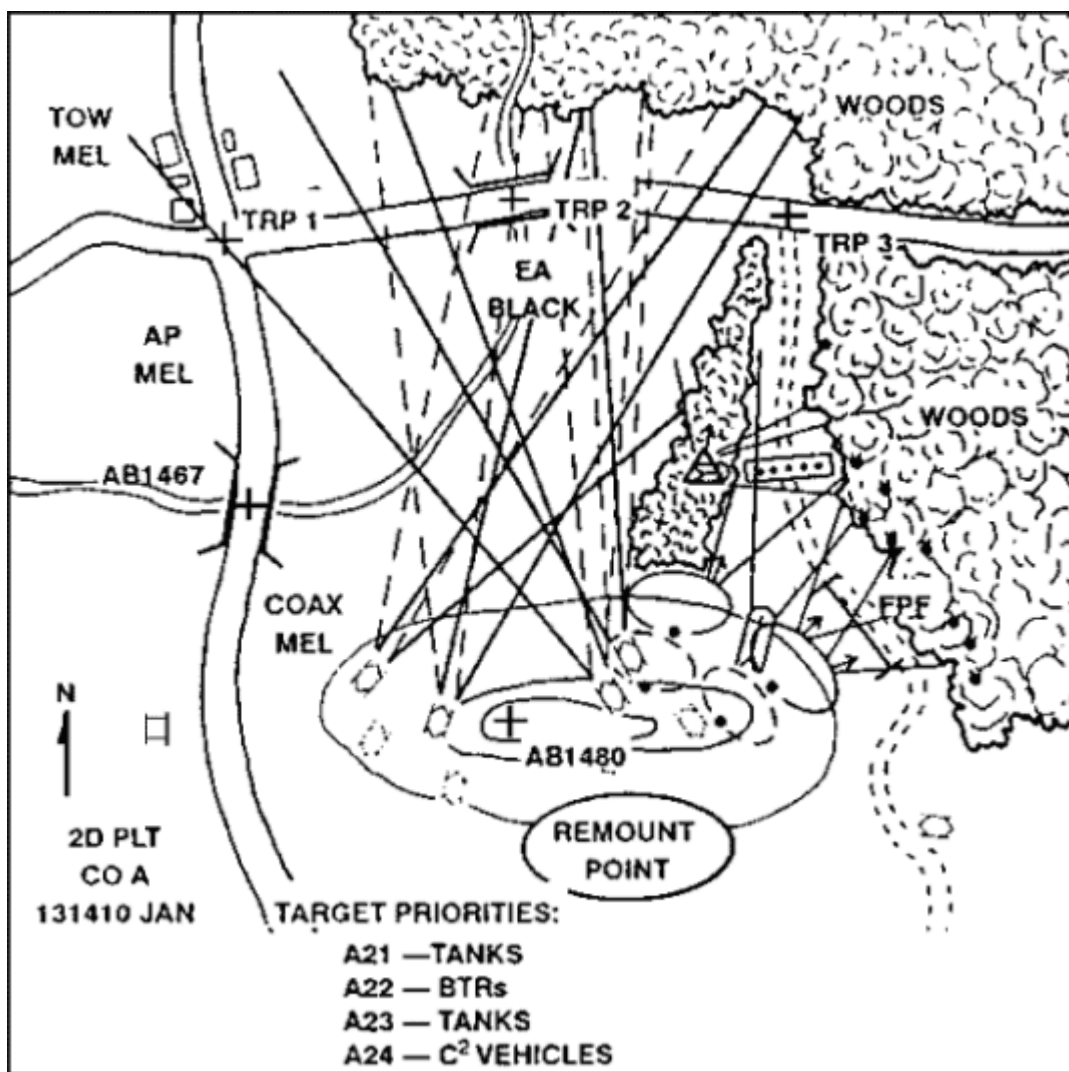 WOODS
TOW
MEL
TRP 1
TRP 2
TRP 3
EA
BLACK
AP
MEL
WOODS
AB1467
COAX
MEL
FPF
N
AB1480
REMOUNT
POINT
2D PLT
CO A
131410 JAN
TARGET PRIORITIES:
A21 — TANKS
A22 — BTRs
A23 — TANKS
A24 — C² VEHICLES